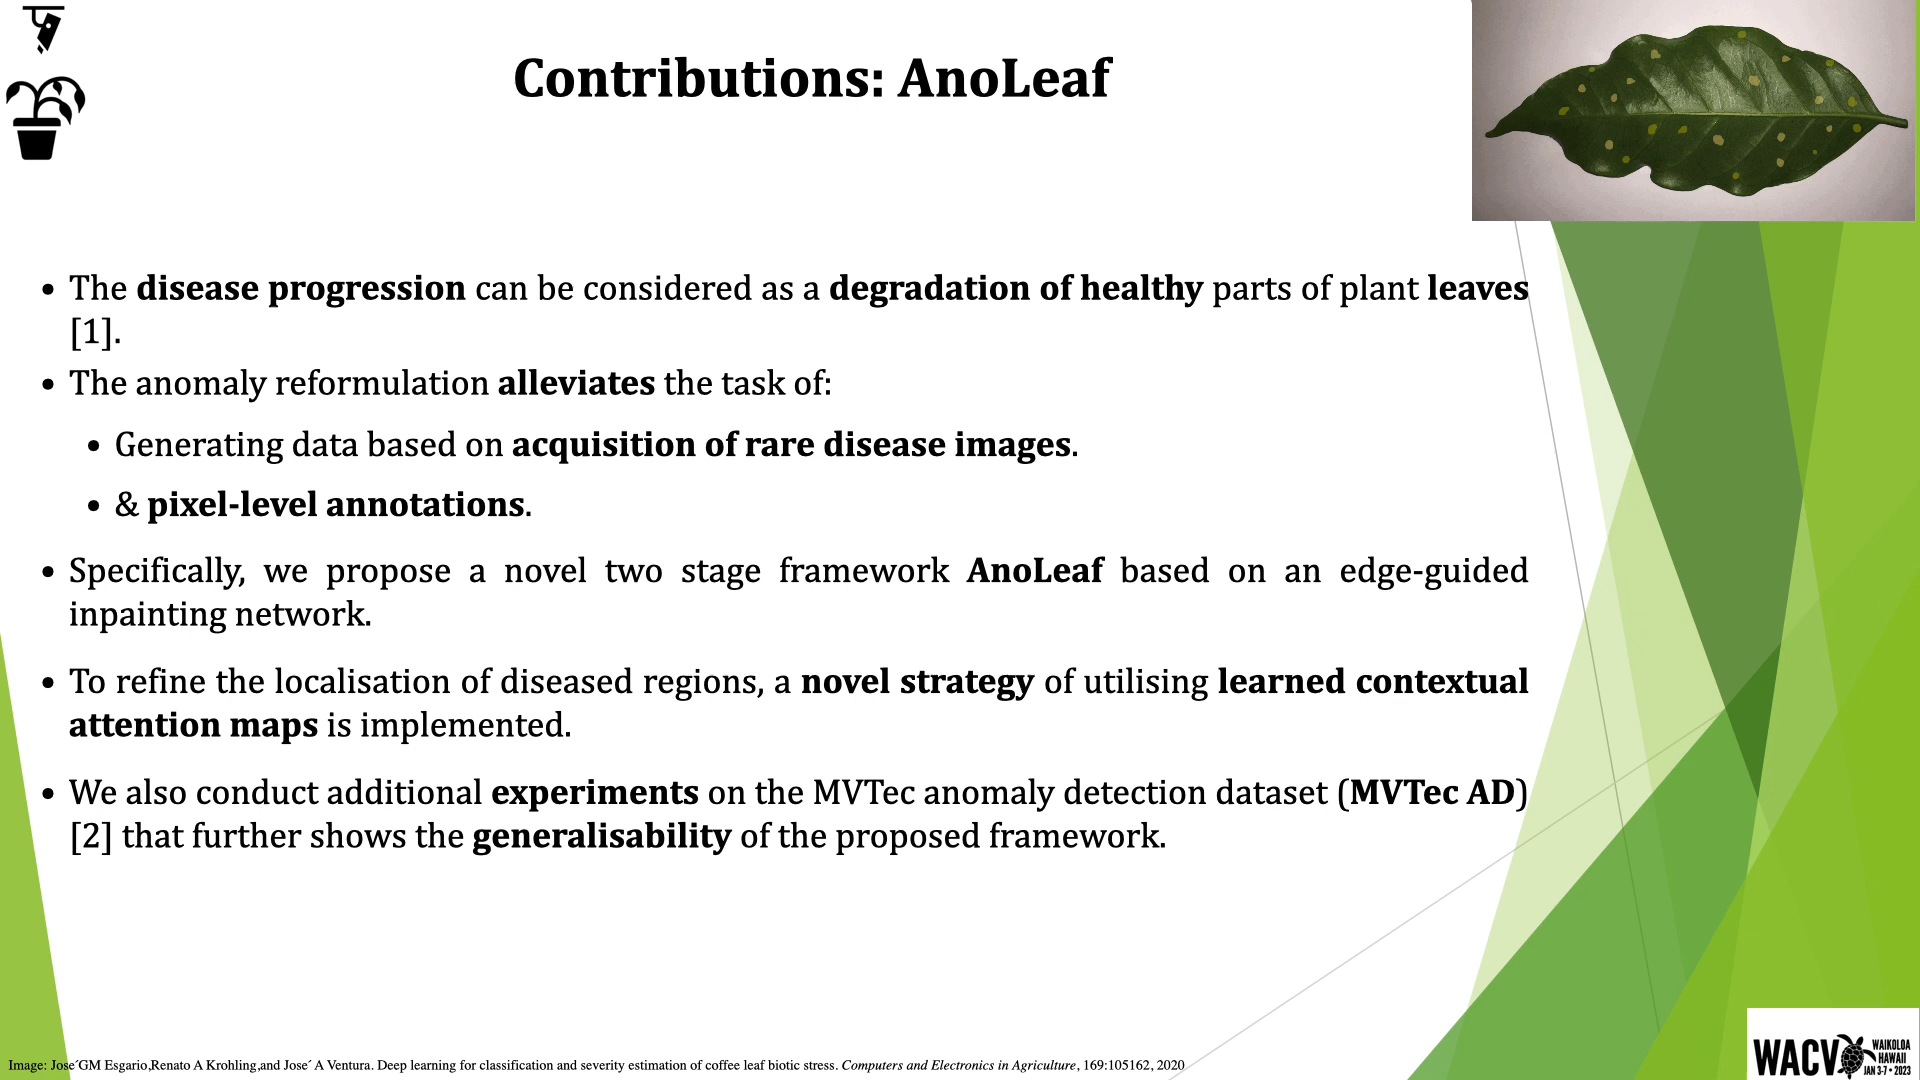 Contributions: AnoLeaf
• The disease progression can be considered as a degradation of healthy parts of plant leaves
[1].
• The anomaly reformulation alleviates the task of:
• Generating data based on acquisition of rare disease images.
• & pixel-level annotations.
• Specifically, we propose a novel two stage framework AnoLeaf based on an edge-guided
inpainting network.
• To refine the localisation of diseased regions, a novel strategy of utilising learned contextual
attention maps is implemented.
• We also conduct additional experiments on the MVTec anomaly detection dataset (MVTec AD)
[2] that further shows the generalisability of the proposed framework.
Image: Jose´GM Esgario,Renato A Krohling,and Jose´ A Ventura. Deep learning for classification and severity estimation of coffee leaf biotic stress. Computers and Electronics in Agriculture, 169:105162, 2020
WACV
WAIKOLOA
HAWAII
JAN 3-7 • 2023